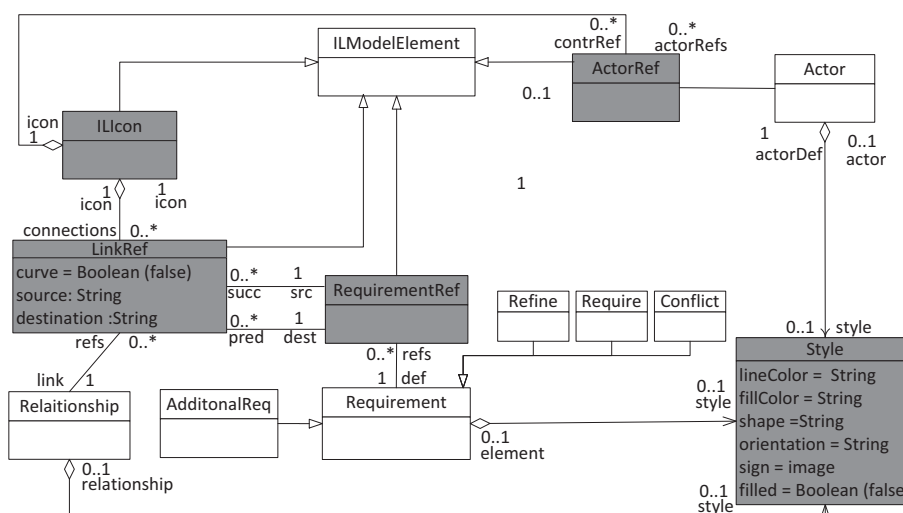 0..*
contrRef
0..*
actorRefs
ILModelElement
ActorRef
Actor
0..1
icon
1
ILIcon
1
actorDef
0..1
actor
1
icon
1
icon
1
connections
0..*
LinkRef
curve = Boolean (false)
source: String
destination :String
0..*
succ
1
src
0..*
pred
1
dest
RequirementRef
Refine
Require
Conflict
refs
0..*
0..*
refs
0..1
style
Style
lineColor = String
fillColor = String
shape =String
orientation = String
sign = image
filled = Boolean (false
link
1
1
def
Relaitionship
AdditonalReq
Requirement
0..1
style
0..1
element
0..1
relationship
0..1
style